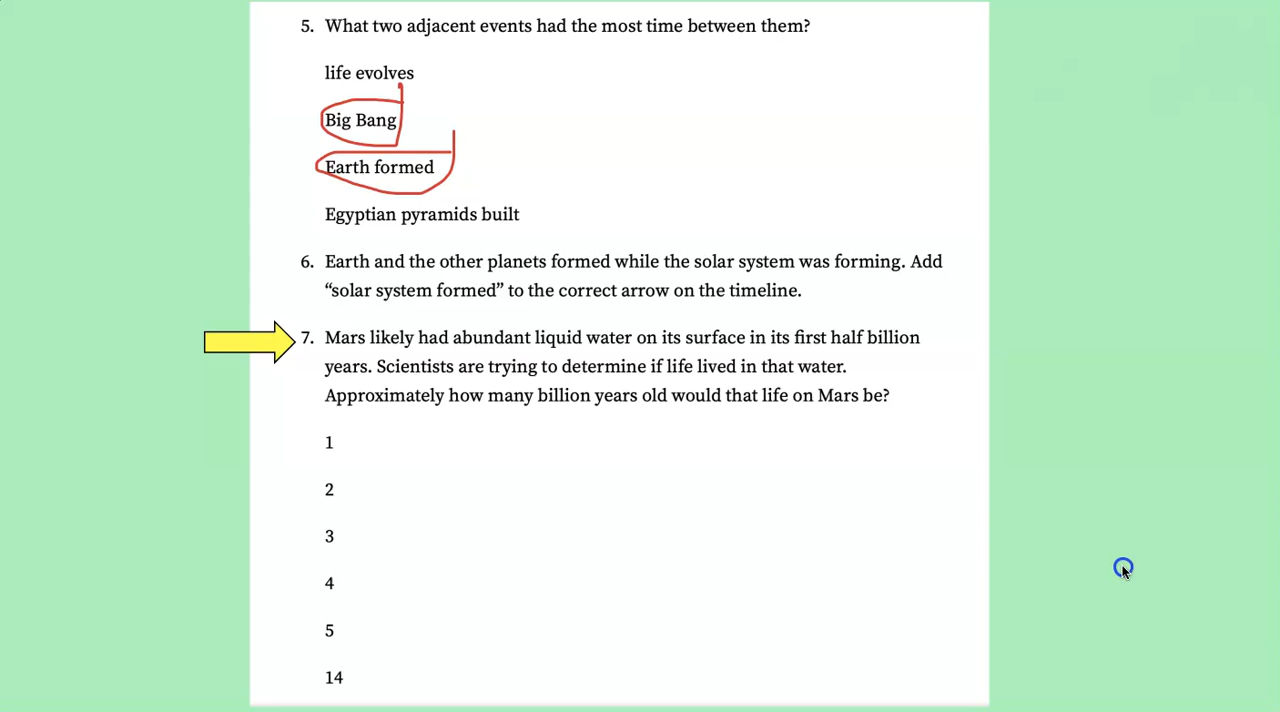 5. What two adjacent events had the most time between them?
life evolves
Big Bang
Earth formed
Egyptian pyramids built
6. Earth and the other planets formed while the solar system was forming. Add
“solar system formed” to the correct arrow on the timeline.
7. Mars likely had abundant liquid water on its surface in its first half billion
years. Scientists are trying to determine if life lived in that water.
Approximately how many billion years old would that life on Mars be?
1
2
3
4
5
14